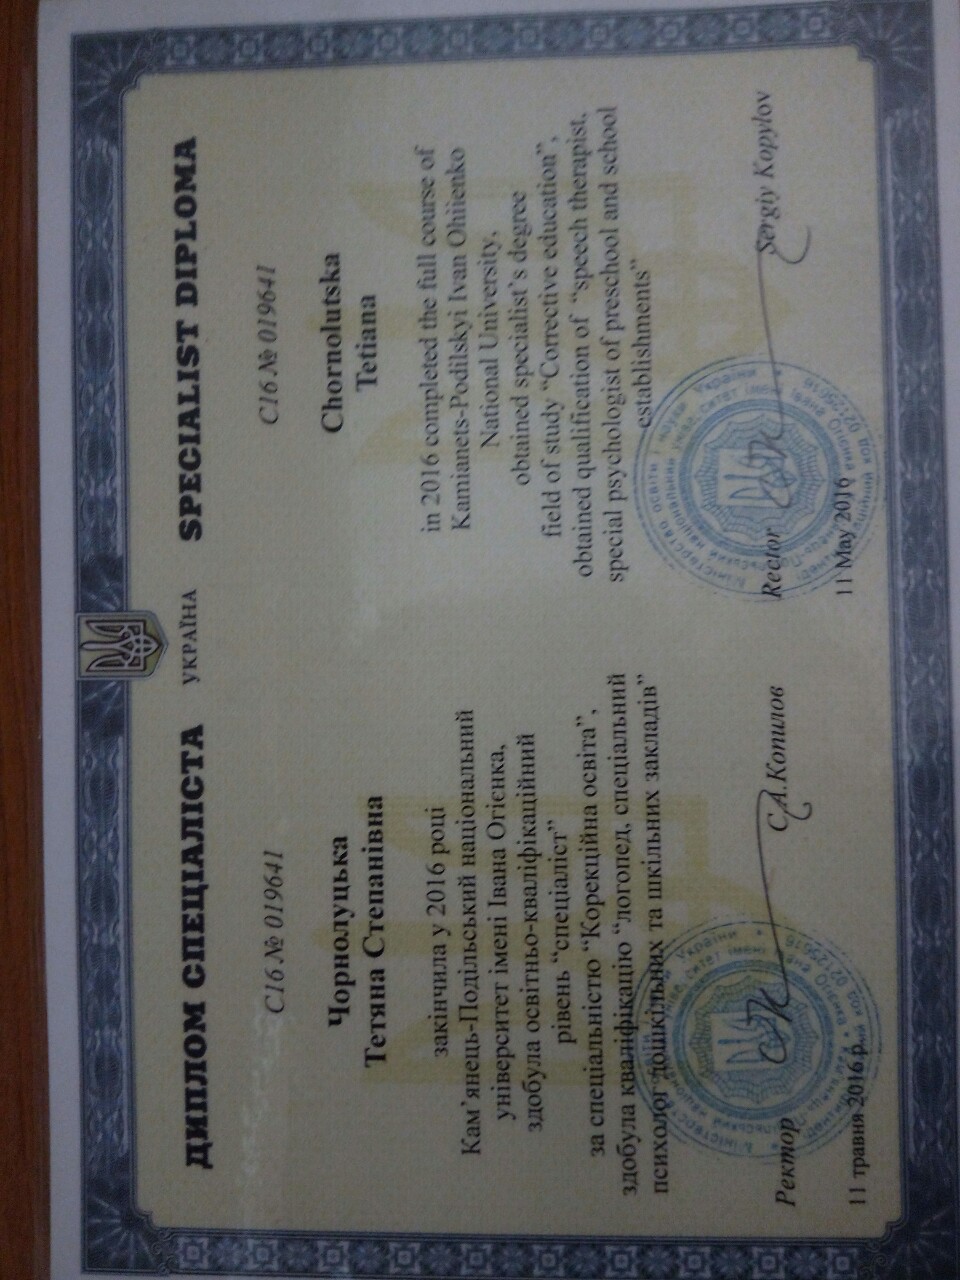 ДИПЛОМ СПЕЦІАЛІСТА
УКРАЇНА
SPECIALIST DIPLOMA
С16 № 019641
Чорнолуцька
Тетяна Степанівна
закінчила у 2016 році
Кам’янець-Подільський національний
університет імені Івана Огієнка,
здобула освітньо-кваліфікаційний
рівень “спеціаліст”
за спеціальністю “Корекційна освіта”,
здобула кваліфікацію “логопед, спеціальний
психолог дошкільних та шкільних закладів”
Ректор С.А.Копилов
11 травня 2016 р.
C16 № 019641
Chornolutska
Tetiana
in 2016 completed the full course of
Kamianets-Podilskyi Ivan Ohiienko
National University,
obtained specialist’s degree
field of study “Corrective education”,
obtained qualification of “speech therapist,
special psychologist of preschool and school
establishments”
Rector Sergiy Kopylov
11 May 2016